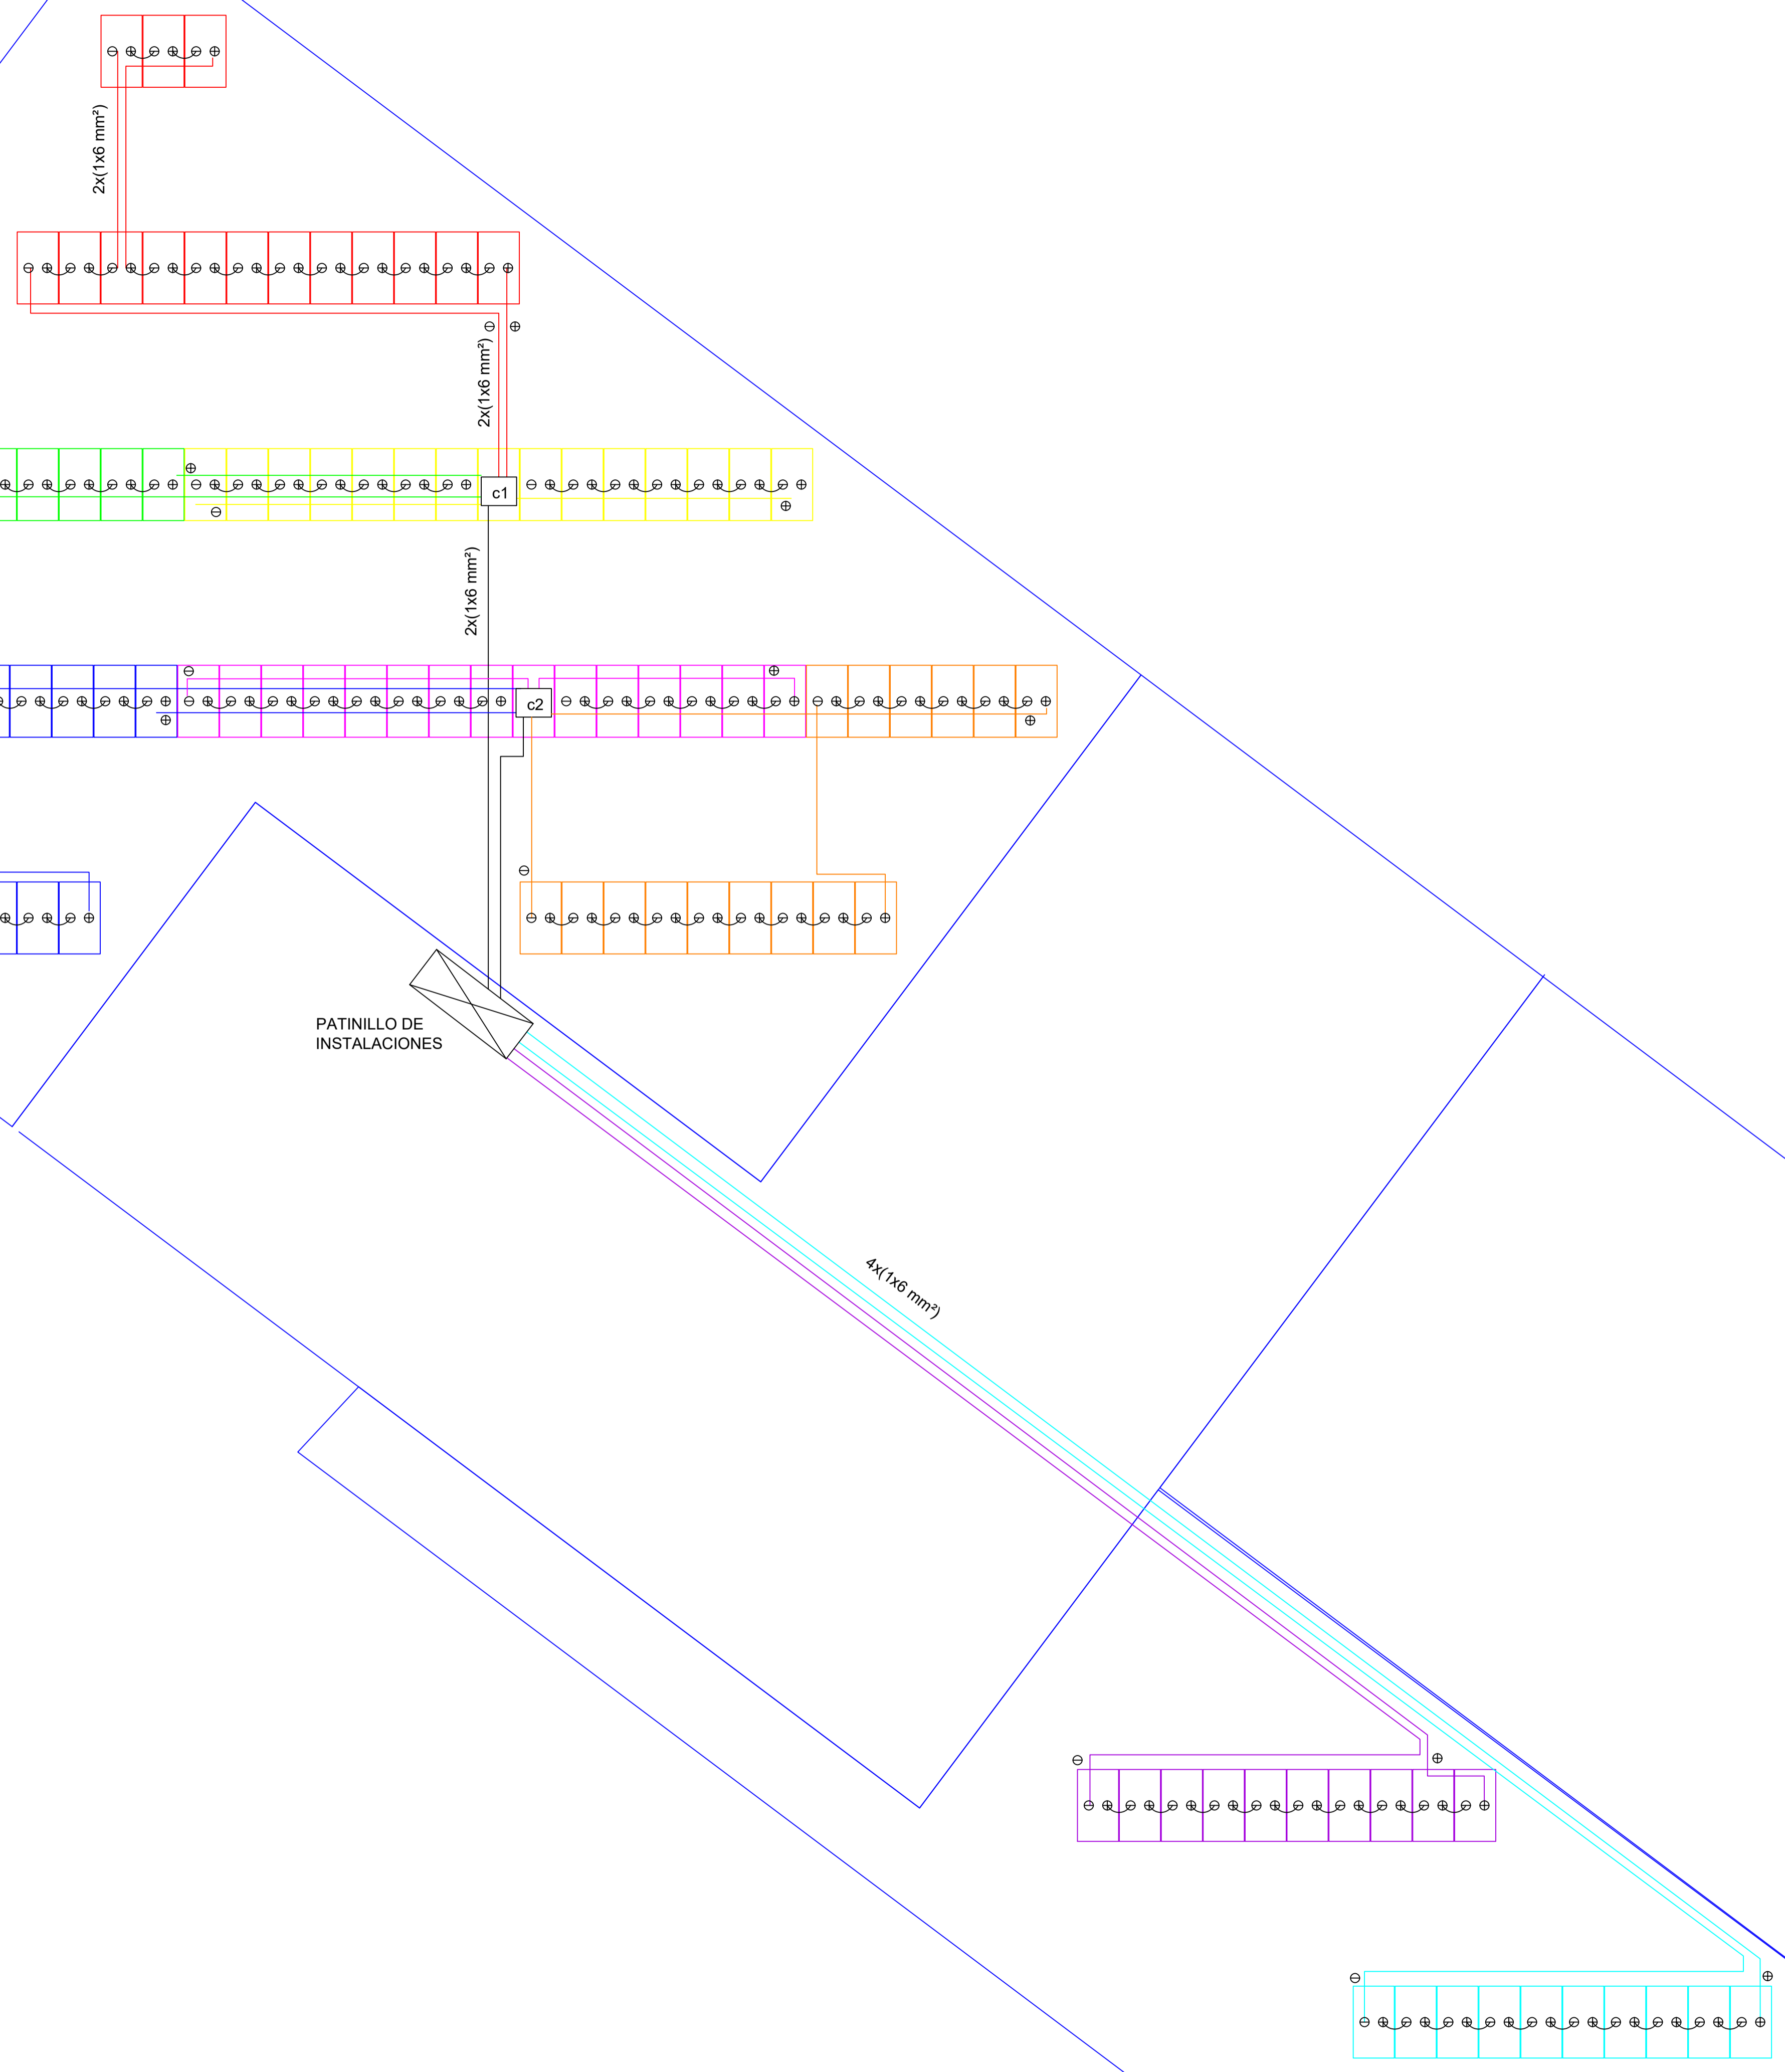 2x(1x6 mm²)
2x(1x6 mm²)
c1
2x(1x6 mm²)
c2
PATINILLO DE
INSTALACIONES
4x(1x6 mm²)